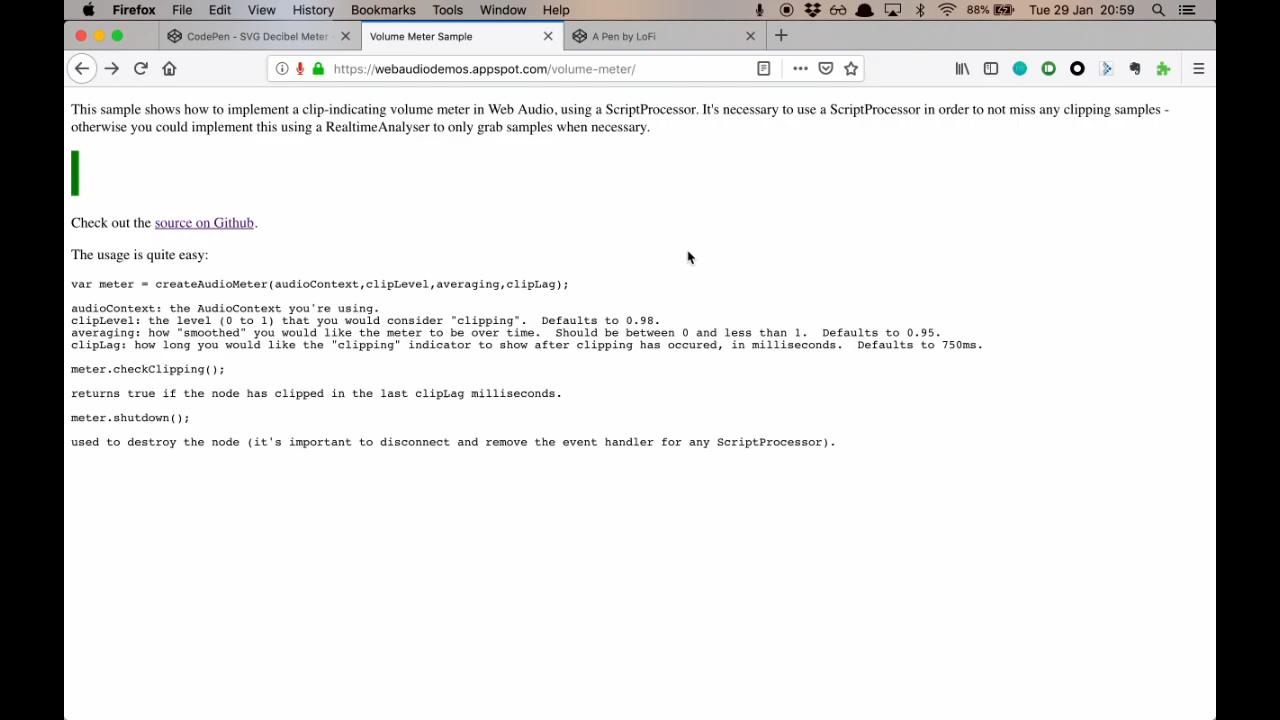 Firefox File Edit View History Bookmarks Tools Window Help 88% Tue 29 Jan 20:59
CodePen - SVG Decibel Meter Volume Meter Sample A Pen by LoFi
https://webaudiodemos.appspot.com/volume-meter/
This sample shows how to implement a clip-indicating volume meter in Web Audio, using a ScriptProcessor. It's necessary to use a ScriptProcessor in order to not miss any clipping samples -
otherwise you could implement this using a RealtimeAnalyser to only grab samples when necessary.
Check out the source on Github.
The usage is quite easy:
var meter = createAudioMeter(audioContext,clipLevel,averaging,clipLag);
audioContext: the AudioContext you're using.
clipLevel: the level (0 to 1) that you would consider "clipping". Defaults to 0.98.
averaging: how "smoothed" you would like the meter to be over time. Should be between 0 and less than 1. Defaults to 0.95.
clipLag: how long you would like the "clipping" indicator to show after clipping has occured, in milliseconds. Defaults to 750ms.
meter.checkClipping();
returns true if the node has clipped in the last clipLag milliseconds.
meter.shutdown();
used to destroy the node (it's important to disconnect and remove the event handler for any ScriptProcessor).